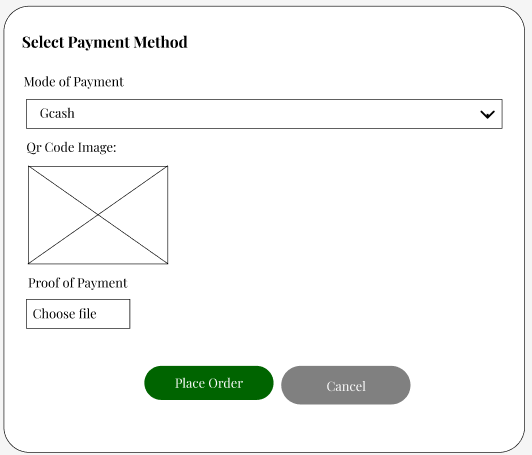 Select Payment Method
Mode of Payment
Gcash
Qr Code Image:
Proof of Payment
Choose file
Place Order
Cancel